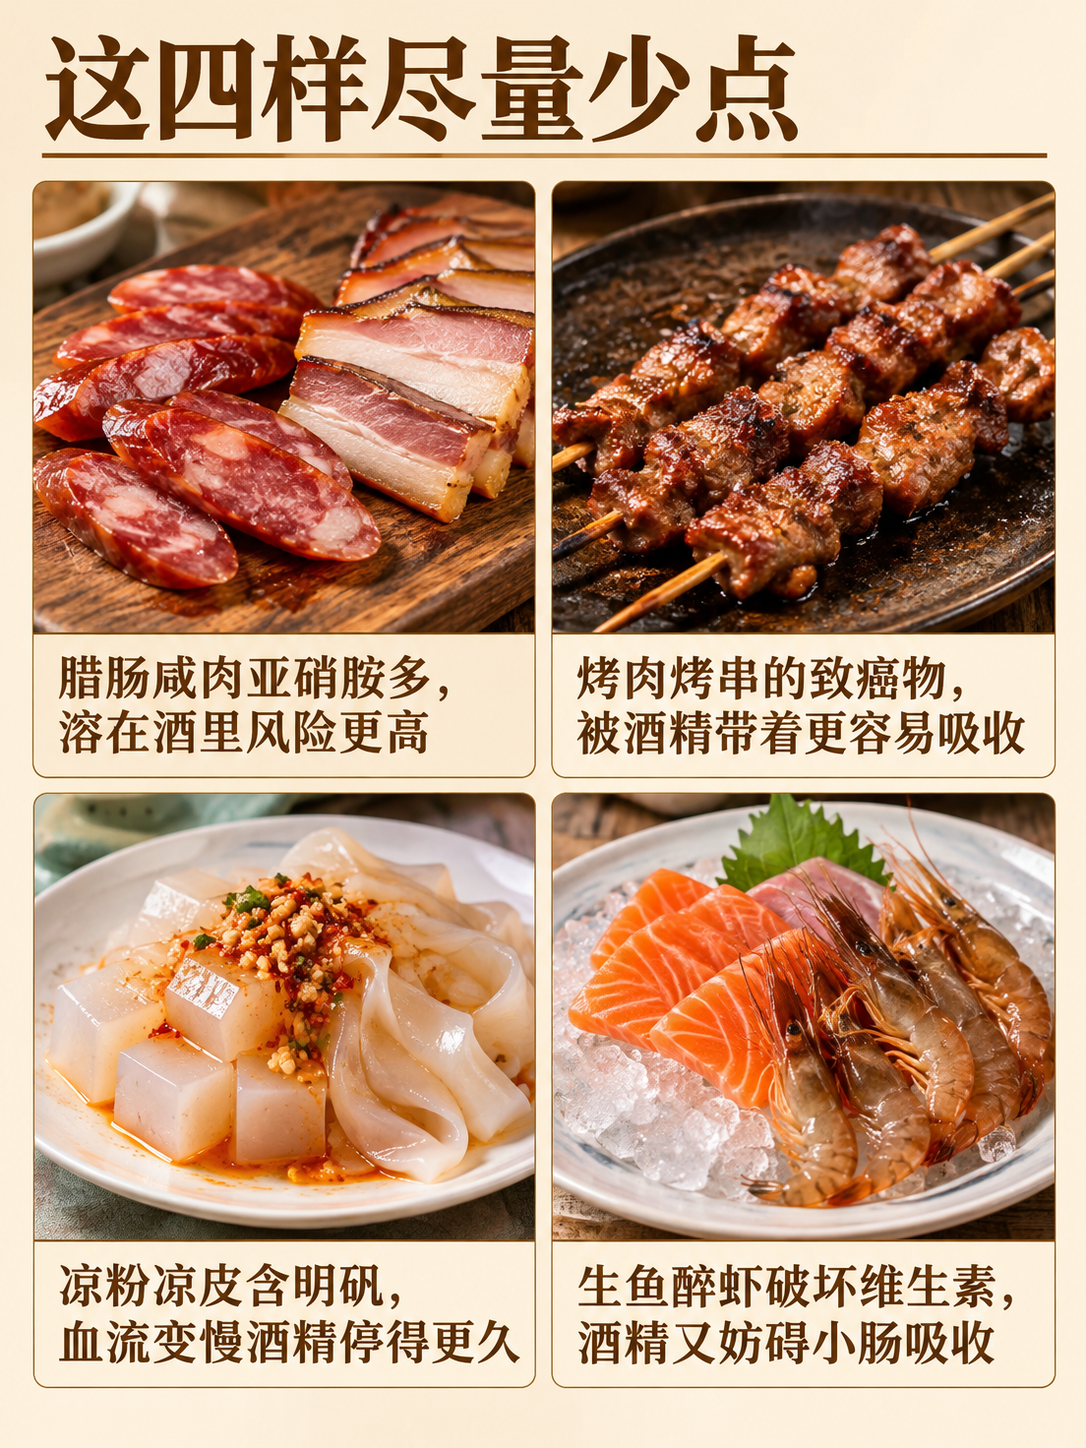 这四样尽量少点
腊肠咸肉亚硝胺多，
溶在酒里风险更高
烤肉烤串的致癌物，
被酒精带着更容易吸收
凉粉凉皮含明矾，
血流变慢酒精停得更久
生鱼醉虾破坏维生素，
酒精又妨碍小肠吸收